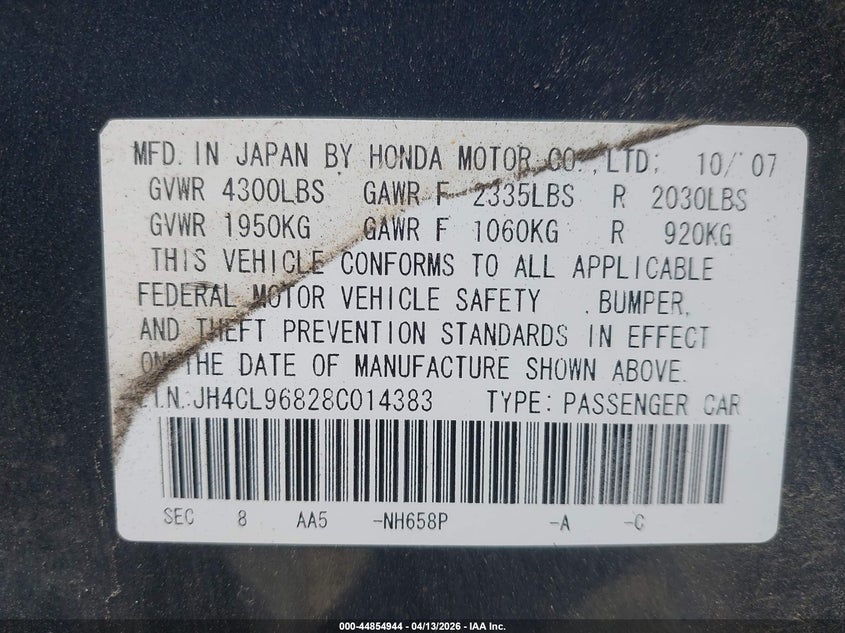 MFD. IN JAPAN BY HONDA MOTOR CO., LTD. 10/'07
GVWR 4300LBS GAWR F 2335LBS R 2030LBS
GVWR 1950KG GAWR F 1060KG R 920KG
THIS VEHICLE CONFORMS TO ALL APPLICABLE
FEDERAL MOTOR VEHICLE SAFETY , BUMPER,
AND THEFT PREVENTION STANDARDS IN EFFECT
ON THE DATE OF MANUFACTURE SHOWN ABOVE.
V.I.N.:JH4CL96828C014383 TYPE: PASSENGER CAR
SEC 8 AA5 -NH658P -A -C
000-44854944 - 04/13/2026 - IAA Inc.